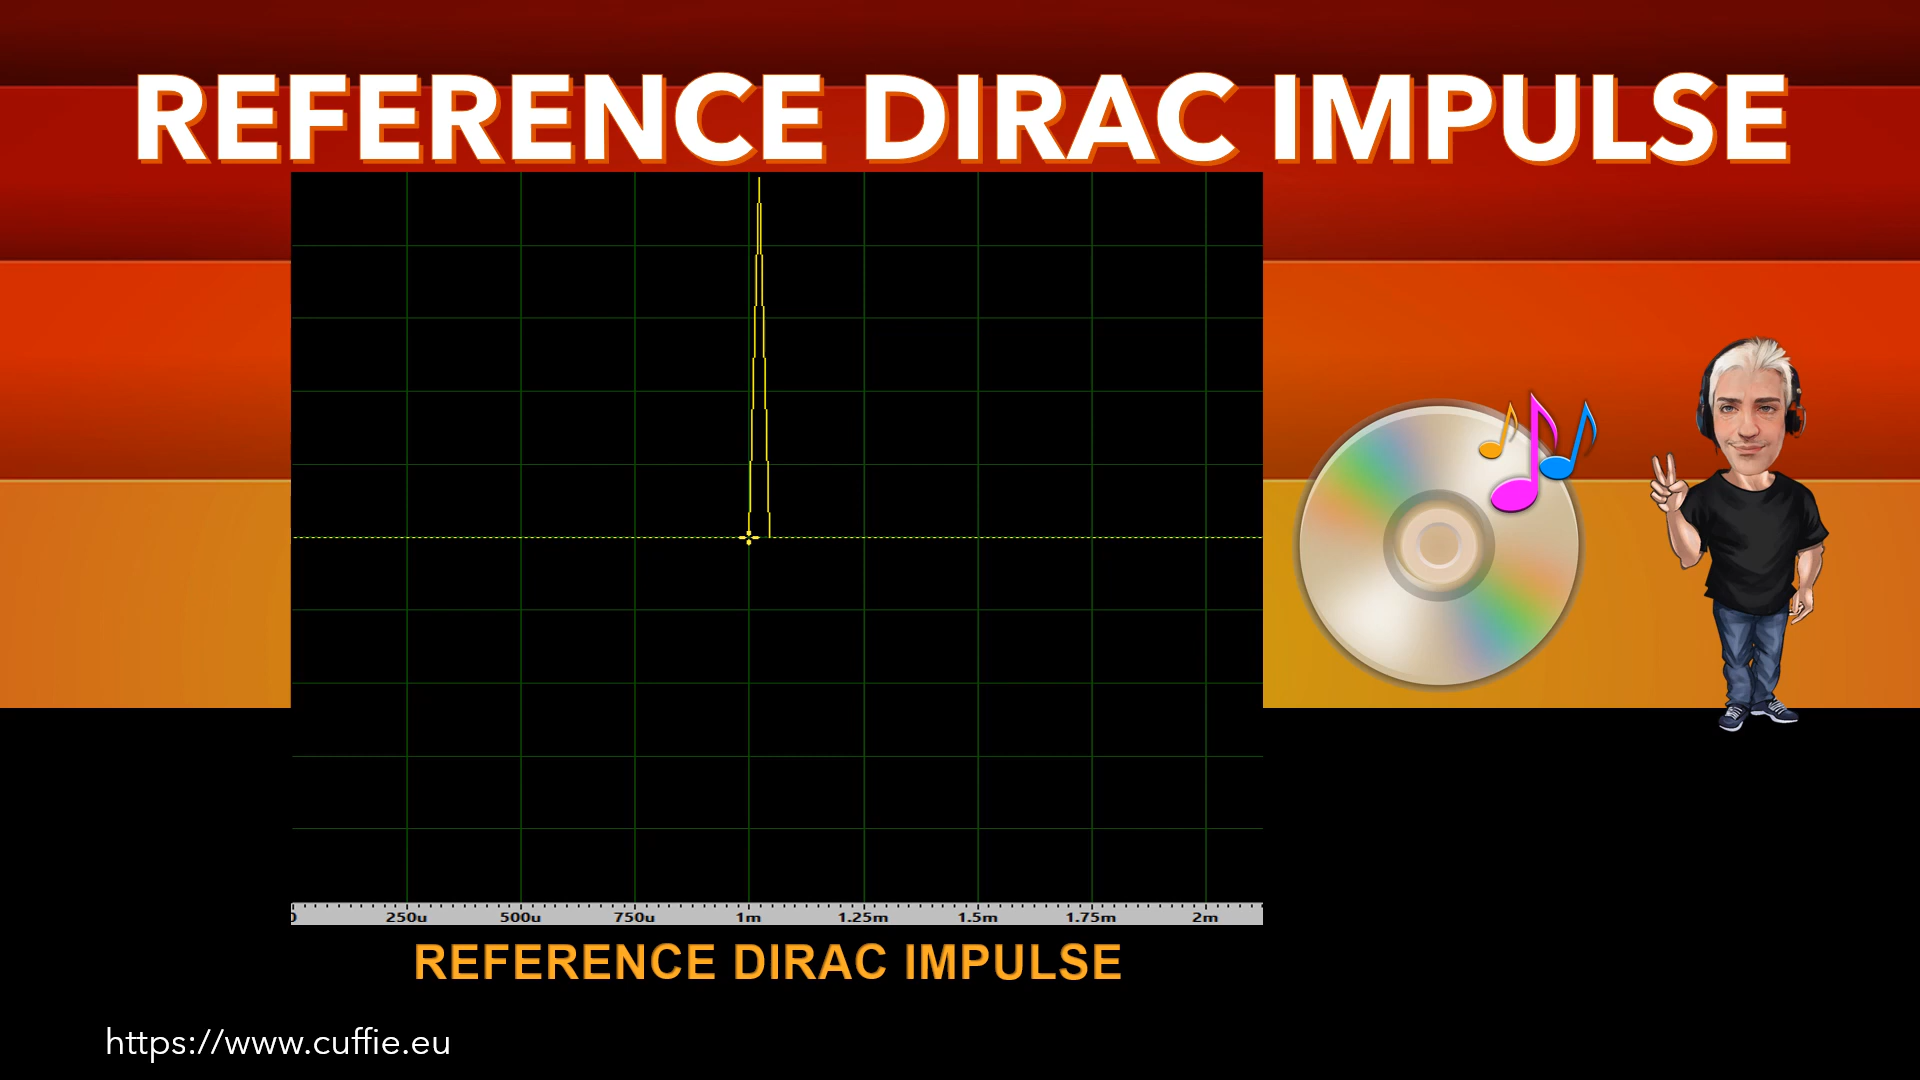 REFERENCE DIRAC IMPULSE
0 250u 500u 750u 1m 1.25m 1.5m 1.75m 2m
REFERENCE DIRAC IMPULSE
https://www.cuffie.eu